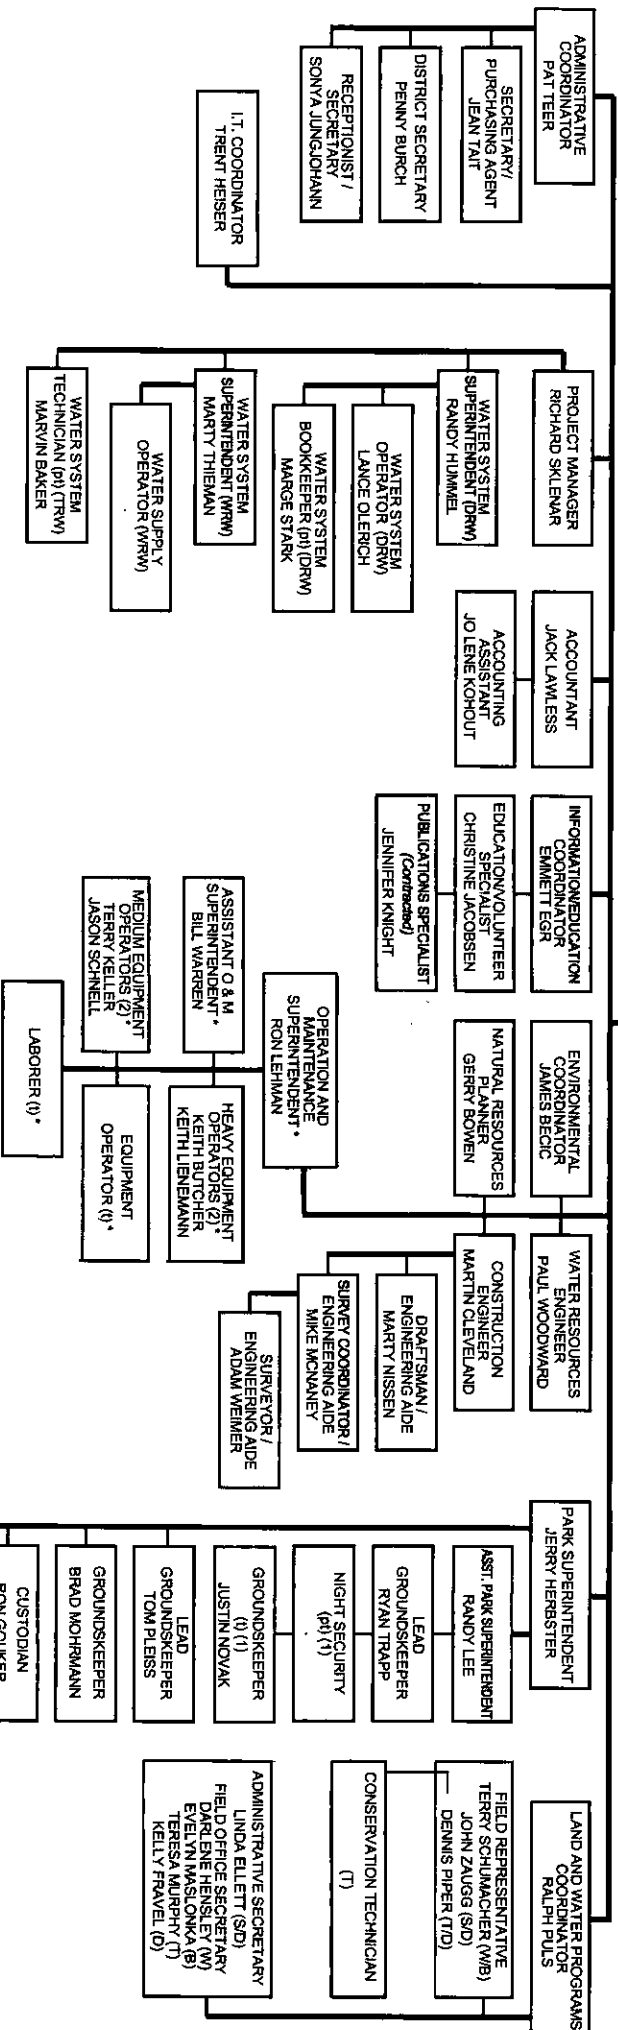 ADMINISTRATIVE
COORDINATOR
PAT TEER
SECRETARY/
PURCHASING AGENT
JEAN TAIT
DISTRICT SECRETARY
PENNY BURCH
RECEPTIONIST /
SECRETARY
SONYA JUNGJOHANN
I.T. COORDINATOR
TRENT HEISER
PROJECT MANAGER
RICHARD SKLENAR
WATER SYSTEM
SUPERINTENDENT (DRW)
RANDY HUMMEL
WATER SYSTEM
OPERATOR (DRW)
LANCE OLERICH
WATER SYSTEM
BOOKKEEPER (pt) (DRW)
MARGE STARK
WATER SYSTEM
SUPERINTENDENT (WRW)
MARTY THIEMAN
WATER SUPPLY
OPERATOR (WRW)
WATER SYSTEM
TECHNICIAN (pt) (TRW)
MARVIN BAKER
ACCOUNTANT
JACK LAWLESS
ACCOUNTING
ASSISTANT
JO LENE KOHOUT
INFORMATION/EDUCATION
COORDINATOR
EMMETT EGR
EDUCATION/VOLUNTEER
SPECIALIST
CHRISTINE JACOBSEN
PUBLICATIONS SPECIALIST
(Contracted)
JENNIFER KNIGHT
ENVIRONMENTAL
COORDINATOR
JAMES BECIC
NATURAL RESOURCES
PLANNER
GERRY BOWEN
WATER RESOURCES
ENGINEER
PAUL WOODWARD
CONSTRUCTION
ENGINEER
MARTIN CLEVELAND
DRAFTSMAN /
ENGINEERING AIDE
MARTY NISSEN
SURVEY COORDINATOR /
ENGINEERING AIDE
MIKE MCNANEY
SURVEYOR /
ENGINEERING AIDE
ADAM WEIMER
OPERATION AND
MAINTENANCE
SUPERINTENDENT *
RON LEHMAN
ASSISTANT O & M
SUPERINTENDENT *
BILL WARREN
HEAVY EQUIPMENT
OPERATORS (2) *
KEITH BUTCHER
KEITH LIENEMANN
MEDIUM EQUIPMENT
OPERATORS (2) *
TERRY KELLER
JASON SCHNELL
EQUIPMENT
OPERATOR (t) *
LABORER (t) *
PARK SUPERINTENDENT
JERRY HERBSTER
ASST. PARK SUPERINTENDENT
RANDY LEE
LEAD
GROUNDSKEEPER
RYAN TRAPP
NIGHT SECURITY
(pt) (1)
GROUNDSKEEPER
(t) (1)
JUSTIN NOVAK
LEAD
GROUNDSKEEPER
TOM PLEISS
GROUNDSKEEPER
BRAD MOHRMANN
CUSTODIAN
LAND AND WATER PROGRAMS
COORDINATOR
RALPH PULS
FIELD REPRESENTATIVE
TERRY SCHUMACHER (W/B)
JOHN ZAUGG (S/D)
DENNIS PIPER (T/D)
CONSERVATION TECHNICIAN
(T)
ADMINISTRATIVE SECRETARY
LINDA ELLETT (S/D)
FIELD OFFICE SECRETARY
DARLENE HENSLEY (W)
EVELYN MASLONKA (B)
TERESA MURPHY (T)
KELLY FRAVEL (D)